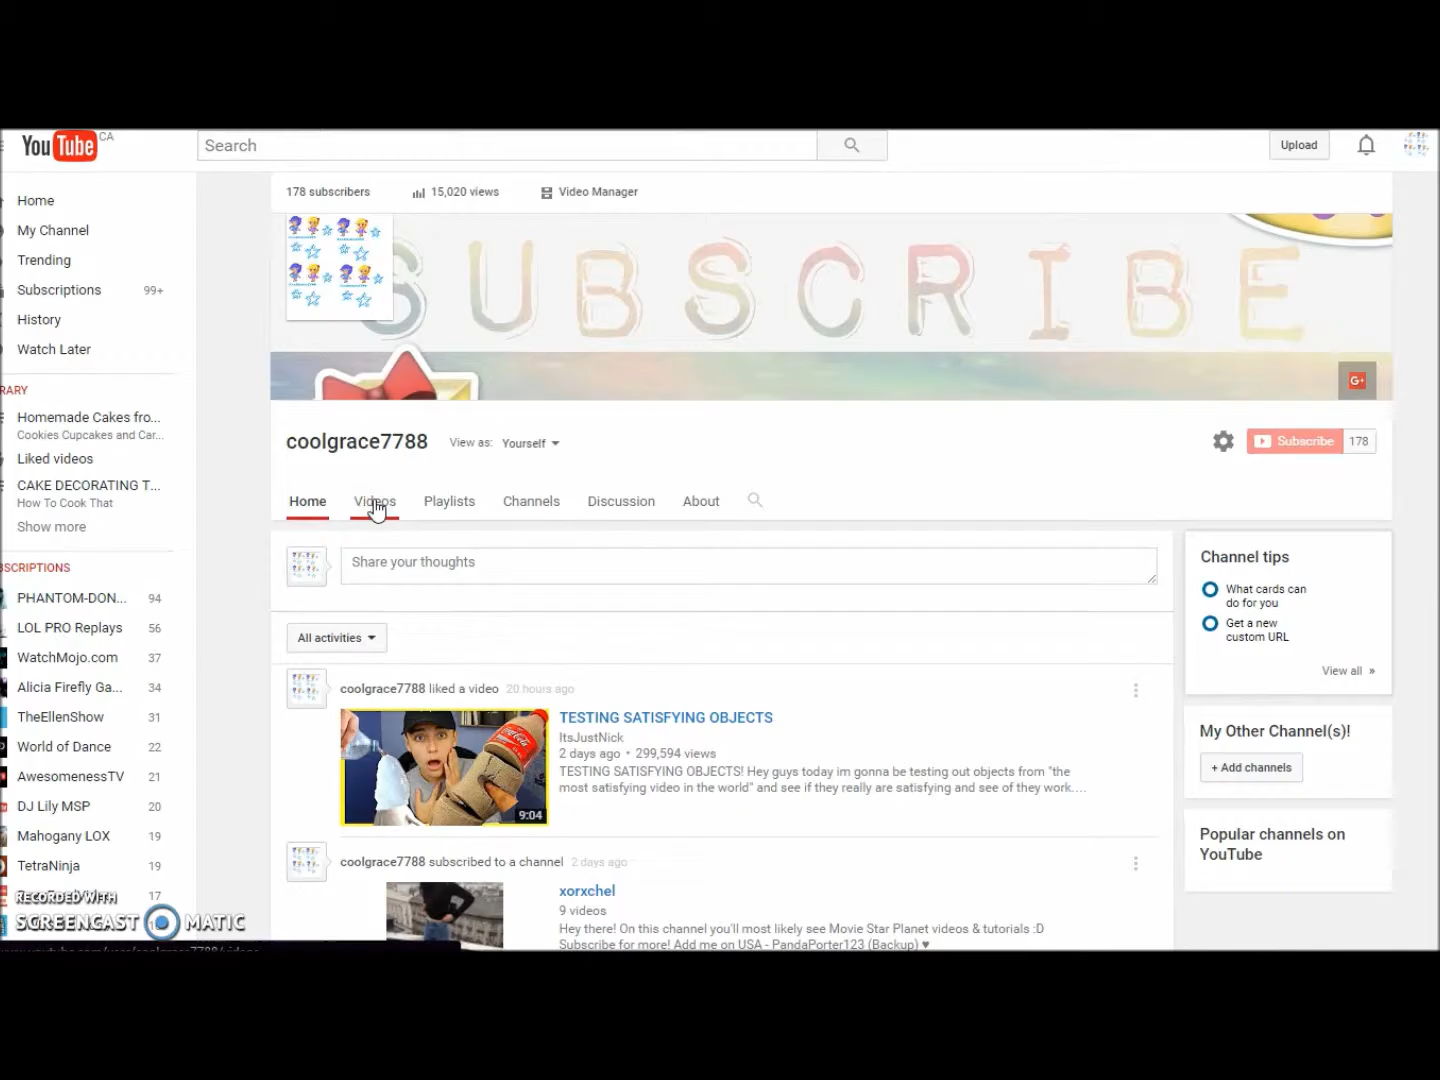 YouTube CA
Search
Upload
178 subscribers 15,020 views Video Manager
SUBSCRIBE
G+
coolgrace7788 View as: Yourself
Subscribe 178
Home Videos Playlists Channels Discussion About
Home
My Channel
Trending
Subscriptions 99+
History
Watch Later
RARY
Homemade Cakes fro...
Cookies Cupcakes and Car...
Liked videos
CAKE DECORATING T...
How To Cook That
Show more
SCRIPTIONS
PHANTOM-DON... 94
LOL PRO Replays 56
WatchMojo.com 37
Alicia Firefly Ga... 34
TheEllenShow 31
World of Dance 22
AwesomenessTV 21
DJ Lily MSP 20
Mahogany LOX 19
TetraNinja 19
17
RECORDED WITH
SCREENCAST MATIC
Share your thoughts
All activities
coolgrace7788 liked a video 20 hours ago
TESTING SATISFYING OBJECTS
ItsJustNick
2 days ago • 299,594 views
TESTING SATISFYING OBJECTS! Hey guys today im gonna be testing out objects from "the
most satisfying video in the world" and see if they really are satisfying and see of they work....
Coca-Cola
9:04
coolgrace7788 subscribed to a channel 2 days ago
xorxchel
9 videos
Hey there! On this channel you'll most likely see Movie Star Planet videos & tutorials :D
Subscribe for more! Add me on USA - PandaPorter123 (Backup) ♥
Channel tips
What cards can
do for you
Get a new
custom URL
View all »
My Other Channel(s)!
+ Add channels
Popular channels on
YouTube